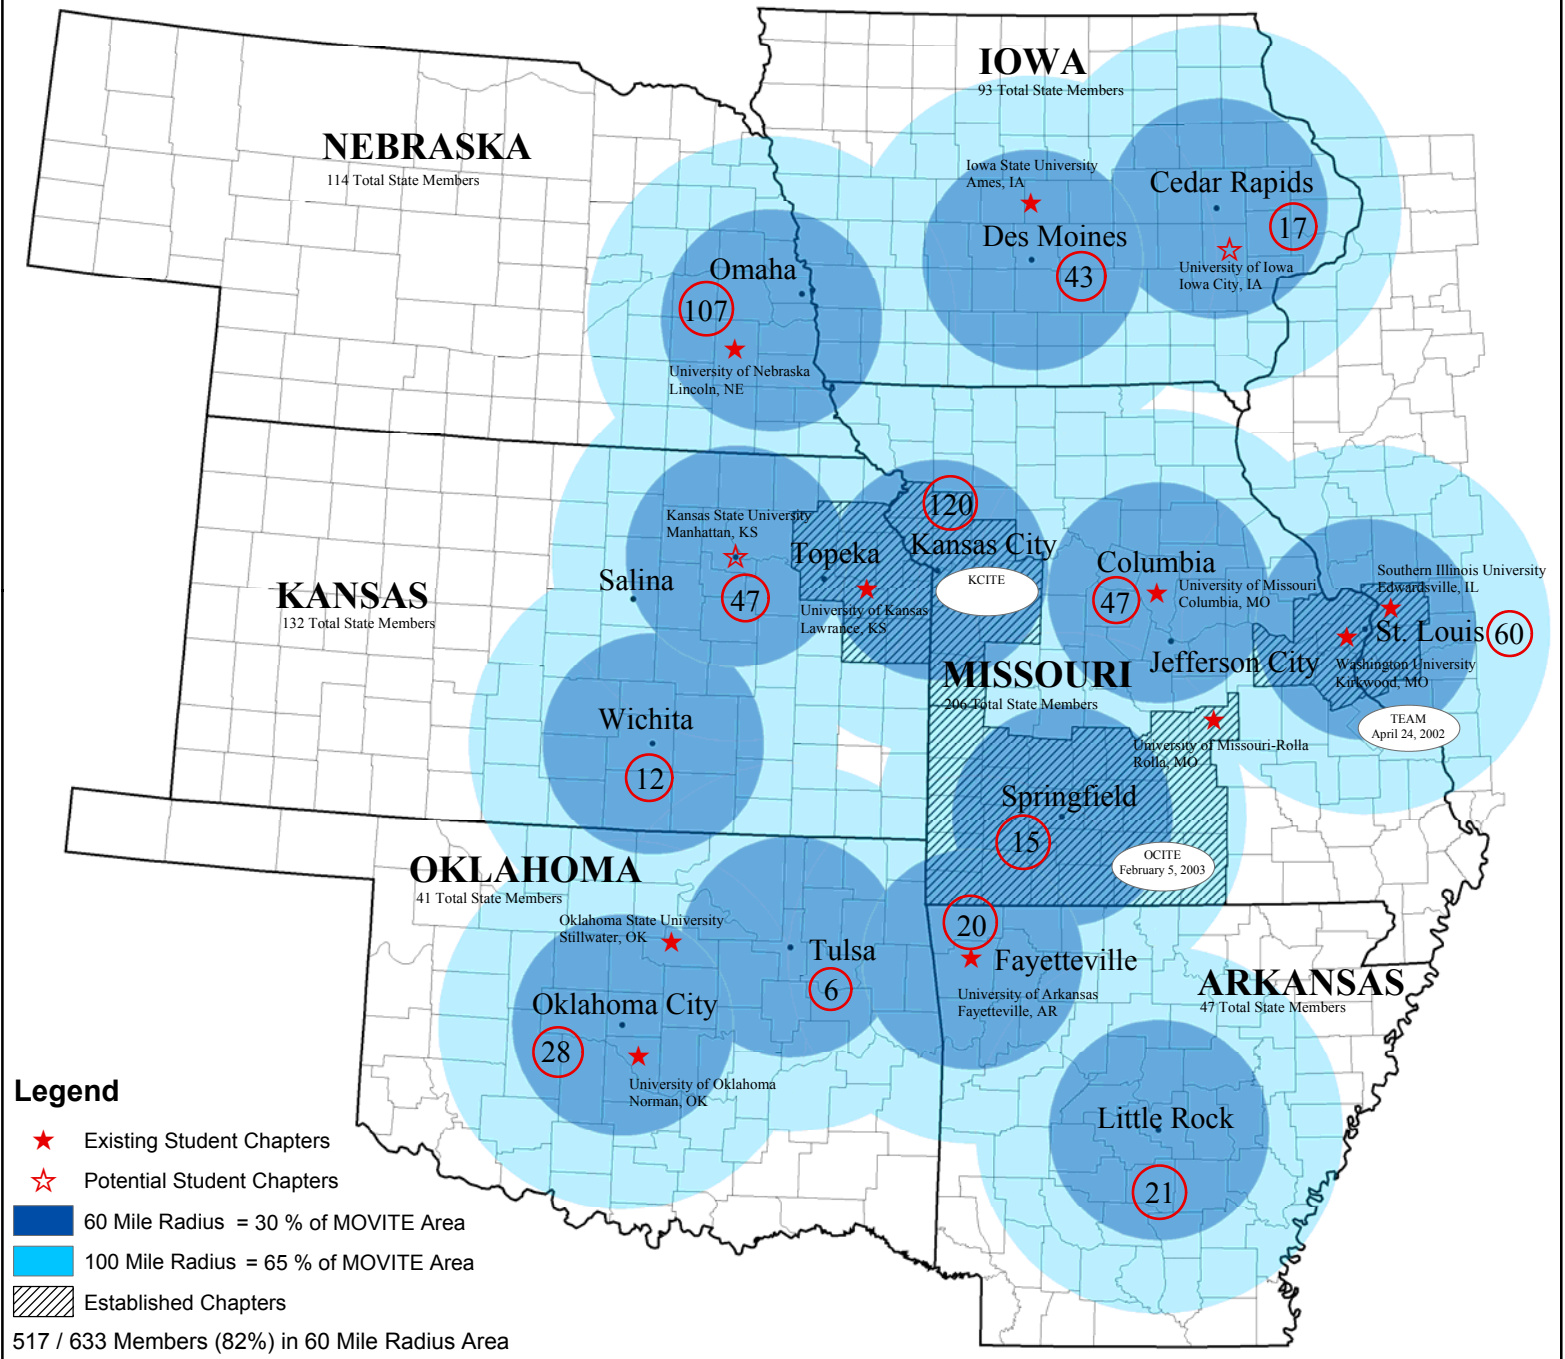 IOWA
93 Total State Members
NEBRASKA
114 Total State Members
Iowa State University
Ames, IA
Cedar Rapids
17
Des Moines
43
University of Iowa
Iowa City, IA
Omaha
107
University of Nebraska
Lincoln, NE
120
Kansas State University
Manhattan, KS
Topeka
Kansas City
KCITE
Columbia
47
University of Missouri
Columbia, MO
Southern Illinois University
Edwardsville, IL
Salina
47
KANSAS
132 Total State Members
University of Kansas
Lawrance, KS
St. Louis
60
Jefferson City
Washington University
Kirkwood, MO
MISSOURI
206 Total State Members
TEAM
April 24, 2002
Wichita
12
University of Missouri-Rolla
Rolla, MO
Springfield
15
OCITE
February 5, 2003
OKLAHOMA
41 Total State Members
Oklahoma State University
Stillwater, OK
20
Tulsa
6
Fayetteville
University of Arkansas
Fayetteville, AR
ARKANSAS
47 Total State Members
Oklahoma City
28
University of Oklahoma
Norman, OK
Little Rock
21
Legend
Existing Student Chapters
Potential Student Chapters
60 Mile Radius = 30 % of MOVITE Area
100 Mile Radius = 65 % of MOVITE Area
Established Chapters
517 / 633 Members (82%) in 60 Mile Radius Area